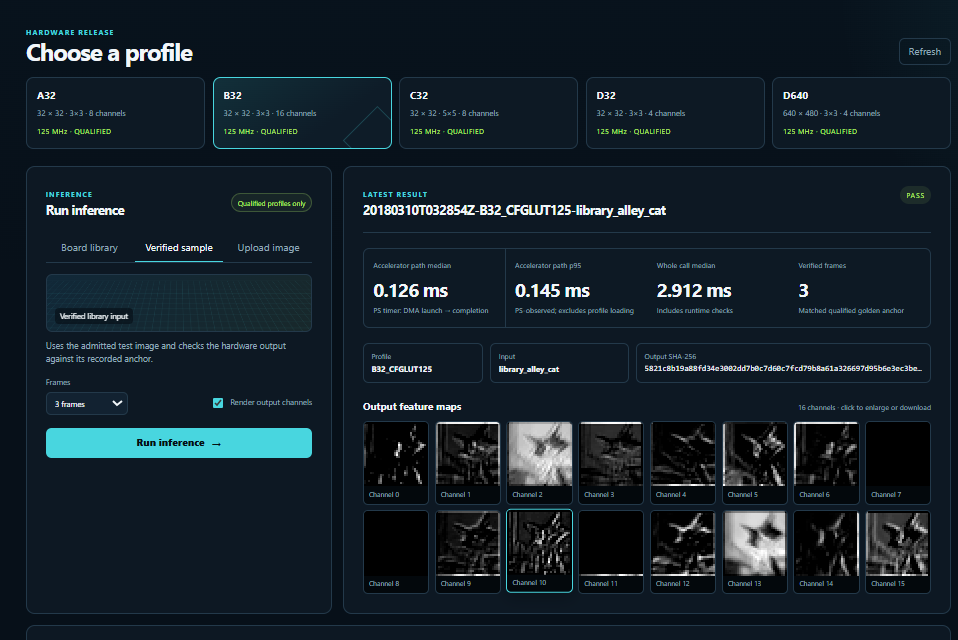 HARDWARE RELEASE
Choose a profile
Refresh
A32
32 × 32 · 3×3 · 8 channels
125 MHz · QUALIFIED
B32
32 × 32 · 3×3 · 16 channels
125 MHz · QUALIFIED
C32
32 × 32 · 5×5 · 8 channels
125 MHz · QUALIFIED
D32
32 × 32 · 3×3 · 4 channels
125 MHz · QUALIFIED
D640
640 × 480 · 3×3 · 4 channels
125 MHz · QUALIFIED
INFERENCE
Run inference
Qualified profiles only
Board library
Verified sample
Upload image
Verified library input
Uses the admitted test image and checks the hardware output
against its recorded anchor.
Frames
3 frames
Render output channels
Run inference →
LATEST RESULT
20180310T032854Z-B32_CFGLUT125-library_alley_cat
PASS
Accelerator path median
0.126 ms
PS timer: DMA launch → completion
Accelerator path p95
0.145 ms
PS-observed; excludes profile loading
Whole call median
2.912 ms
Includes runtime checks
Verified frames
3
Matched qualified golden anchor
Profile
B32_CFGLUT125
Input
library_alley_cat
Output SHA-256
5821c8b19a88fd34e3002dd7b0c7d60c7fcd79b8a61a326697d95b6e3ec3be…
Output feature maps
16 channels · click to enlarge or download
Channel 0
Channel 1
Channel 2
Channel 3
Channel 4
Channel 5
Channel 6
Channel 7
Channel 8
Channel 9
Channel 10
Channel 11
Channel 12
Channel 13
Channel 14
Channel 15